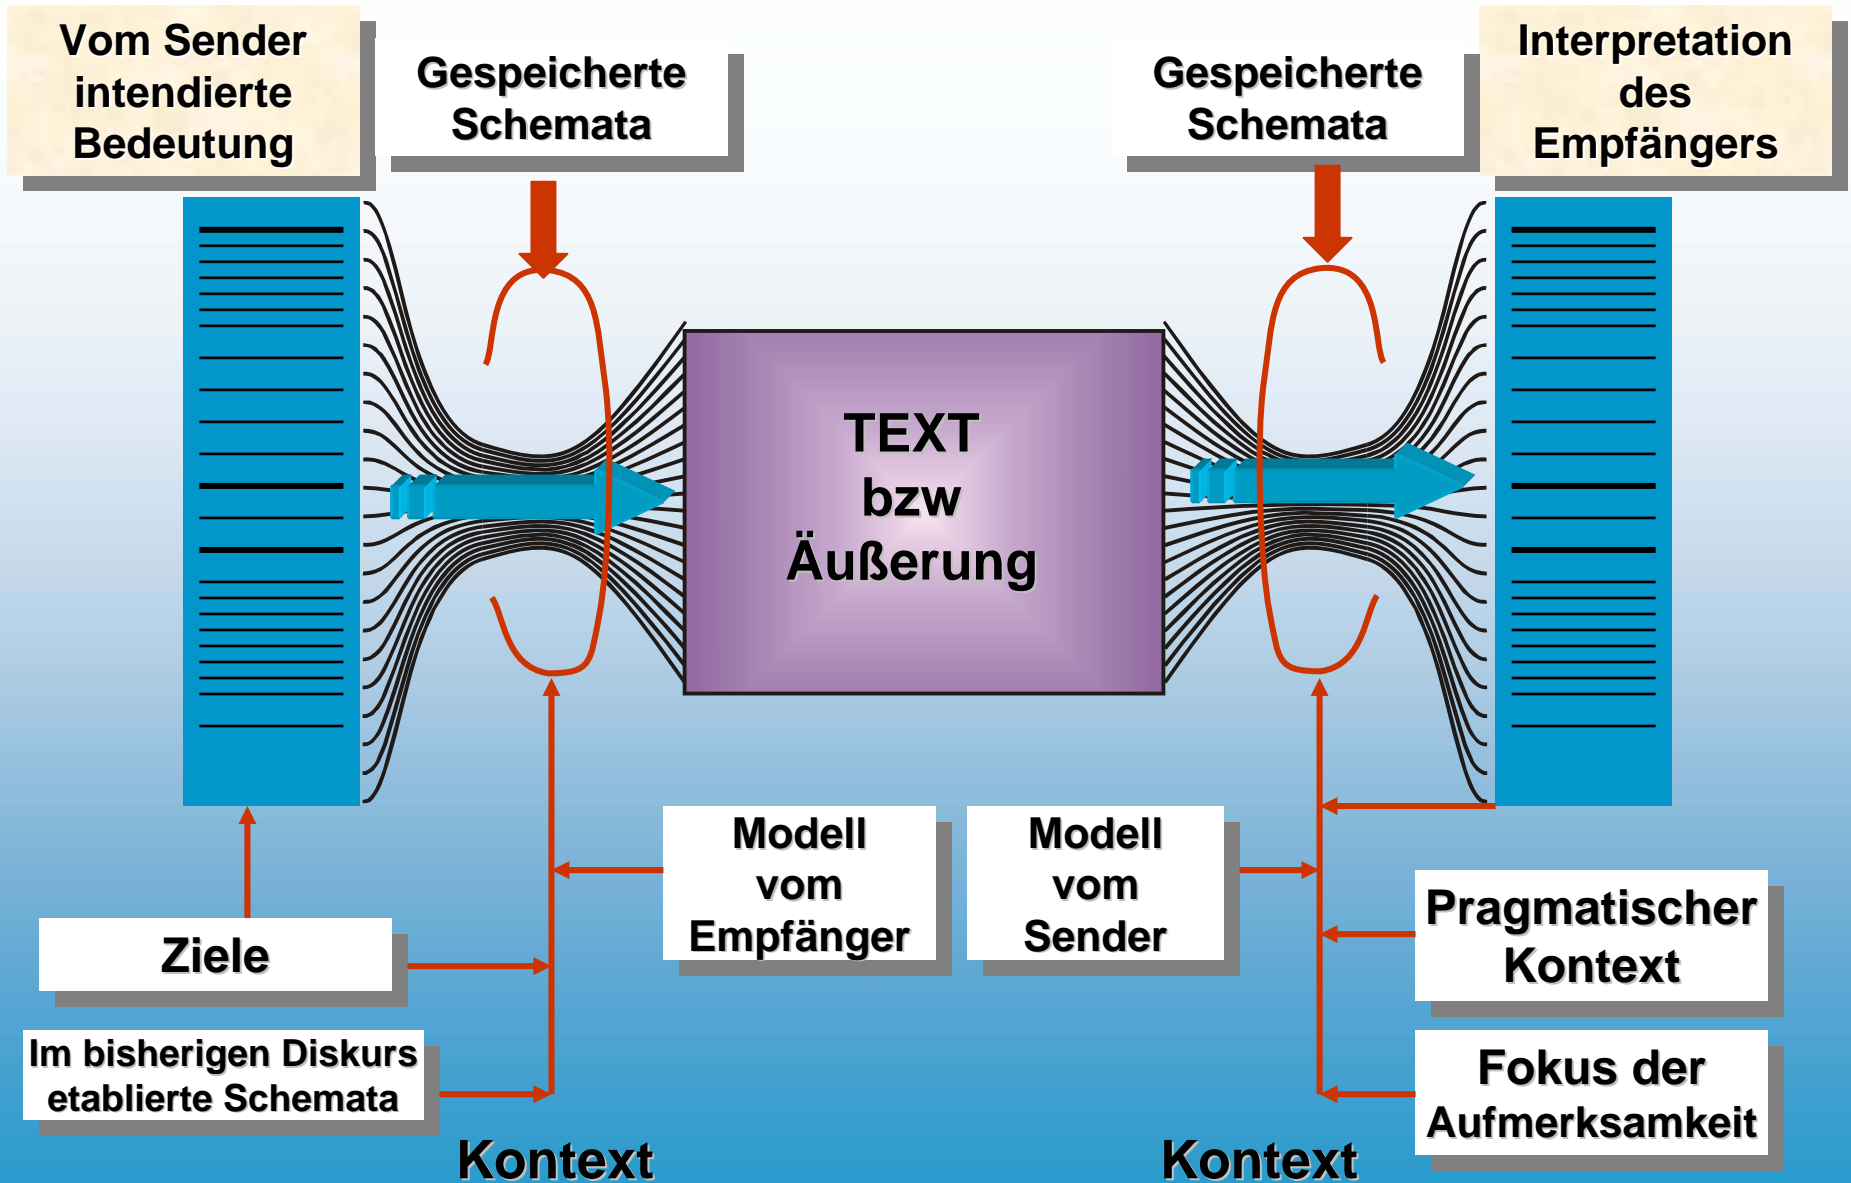 Vom Sender
intendierte
Bedeutung
Gespeicherte
Schemata
Gespeicherte
Schemata
Interpretation
des
Empfängers
TEXT
bzw
Äußerung
Modell
vom
Empfänger
Modell
vom
Sender
Ziele
Pragmatischer
Kontext
Im bisherigen Diskurs
etablierte Schemata
Fokus der
Aufmerksamkeit
Kontext
Kontext